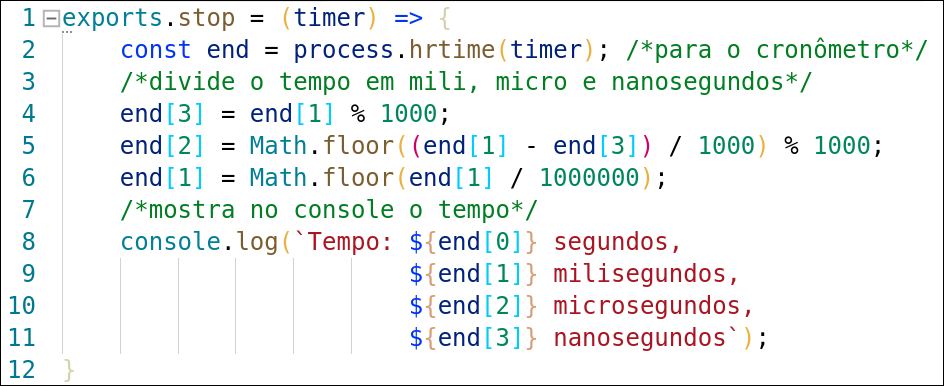 1 exports.stop = (timer) => {
2     const end = process.hrtime(timer); /*para o cronômetro*/
3     /*divide o tempo em mili, micro e nanosegundos*/
4     end[3] = end[1] % 1000;
5     end[2] = Math.floor((end[1] - end[3]) / 1000) % 1000;
6     end[1] = Math.floor(end[1] / 1000000);
7     /*mostra no console o tempo*/
8     console.log(`Tempo: ${end[0]} segundos,
9                         ${end[1]} milisegundos,
10                         ${end[2]} microsegundos,
11                         ${end[3]} nanosegundos`);
12 }